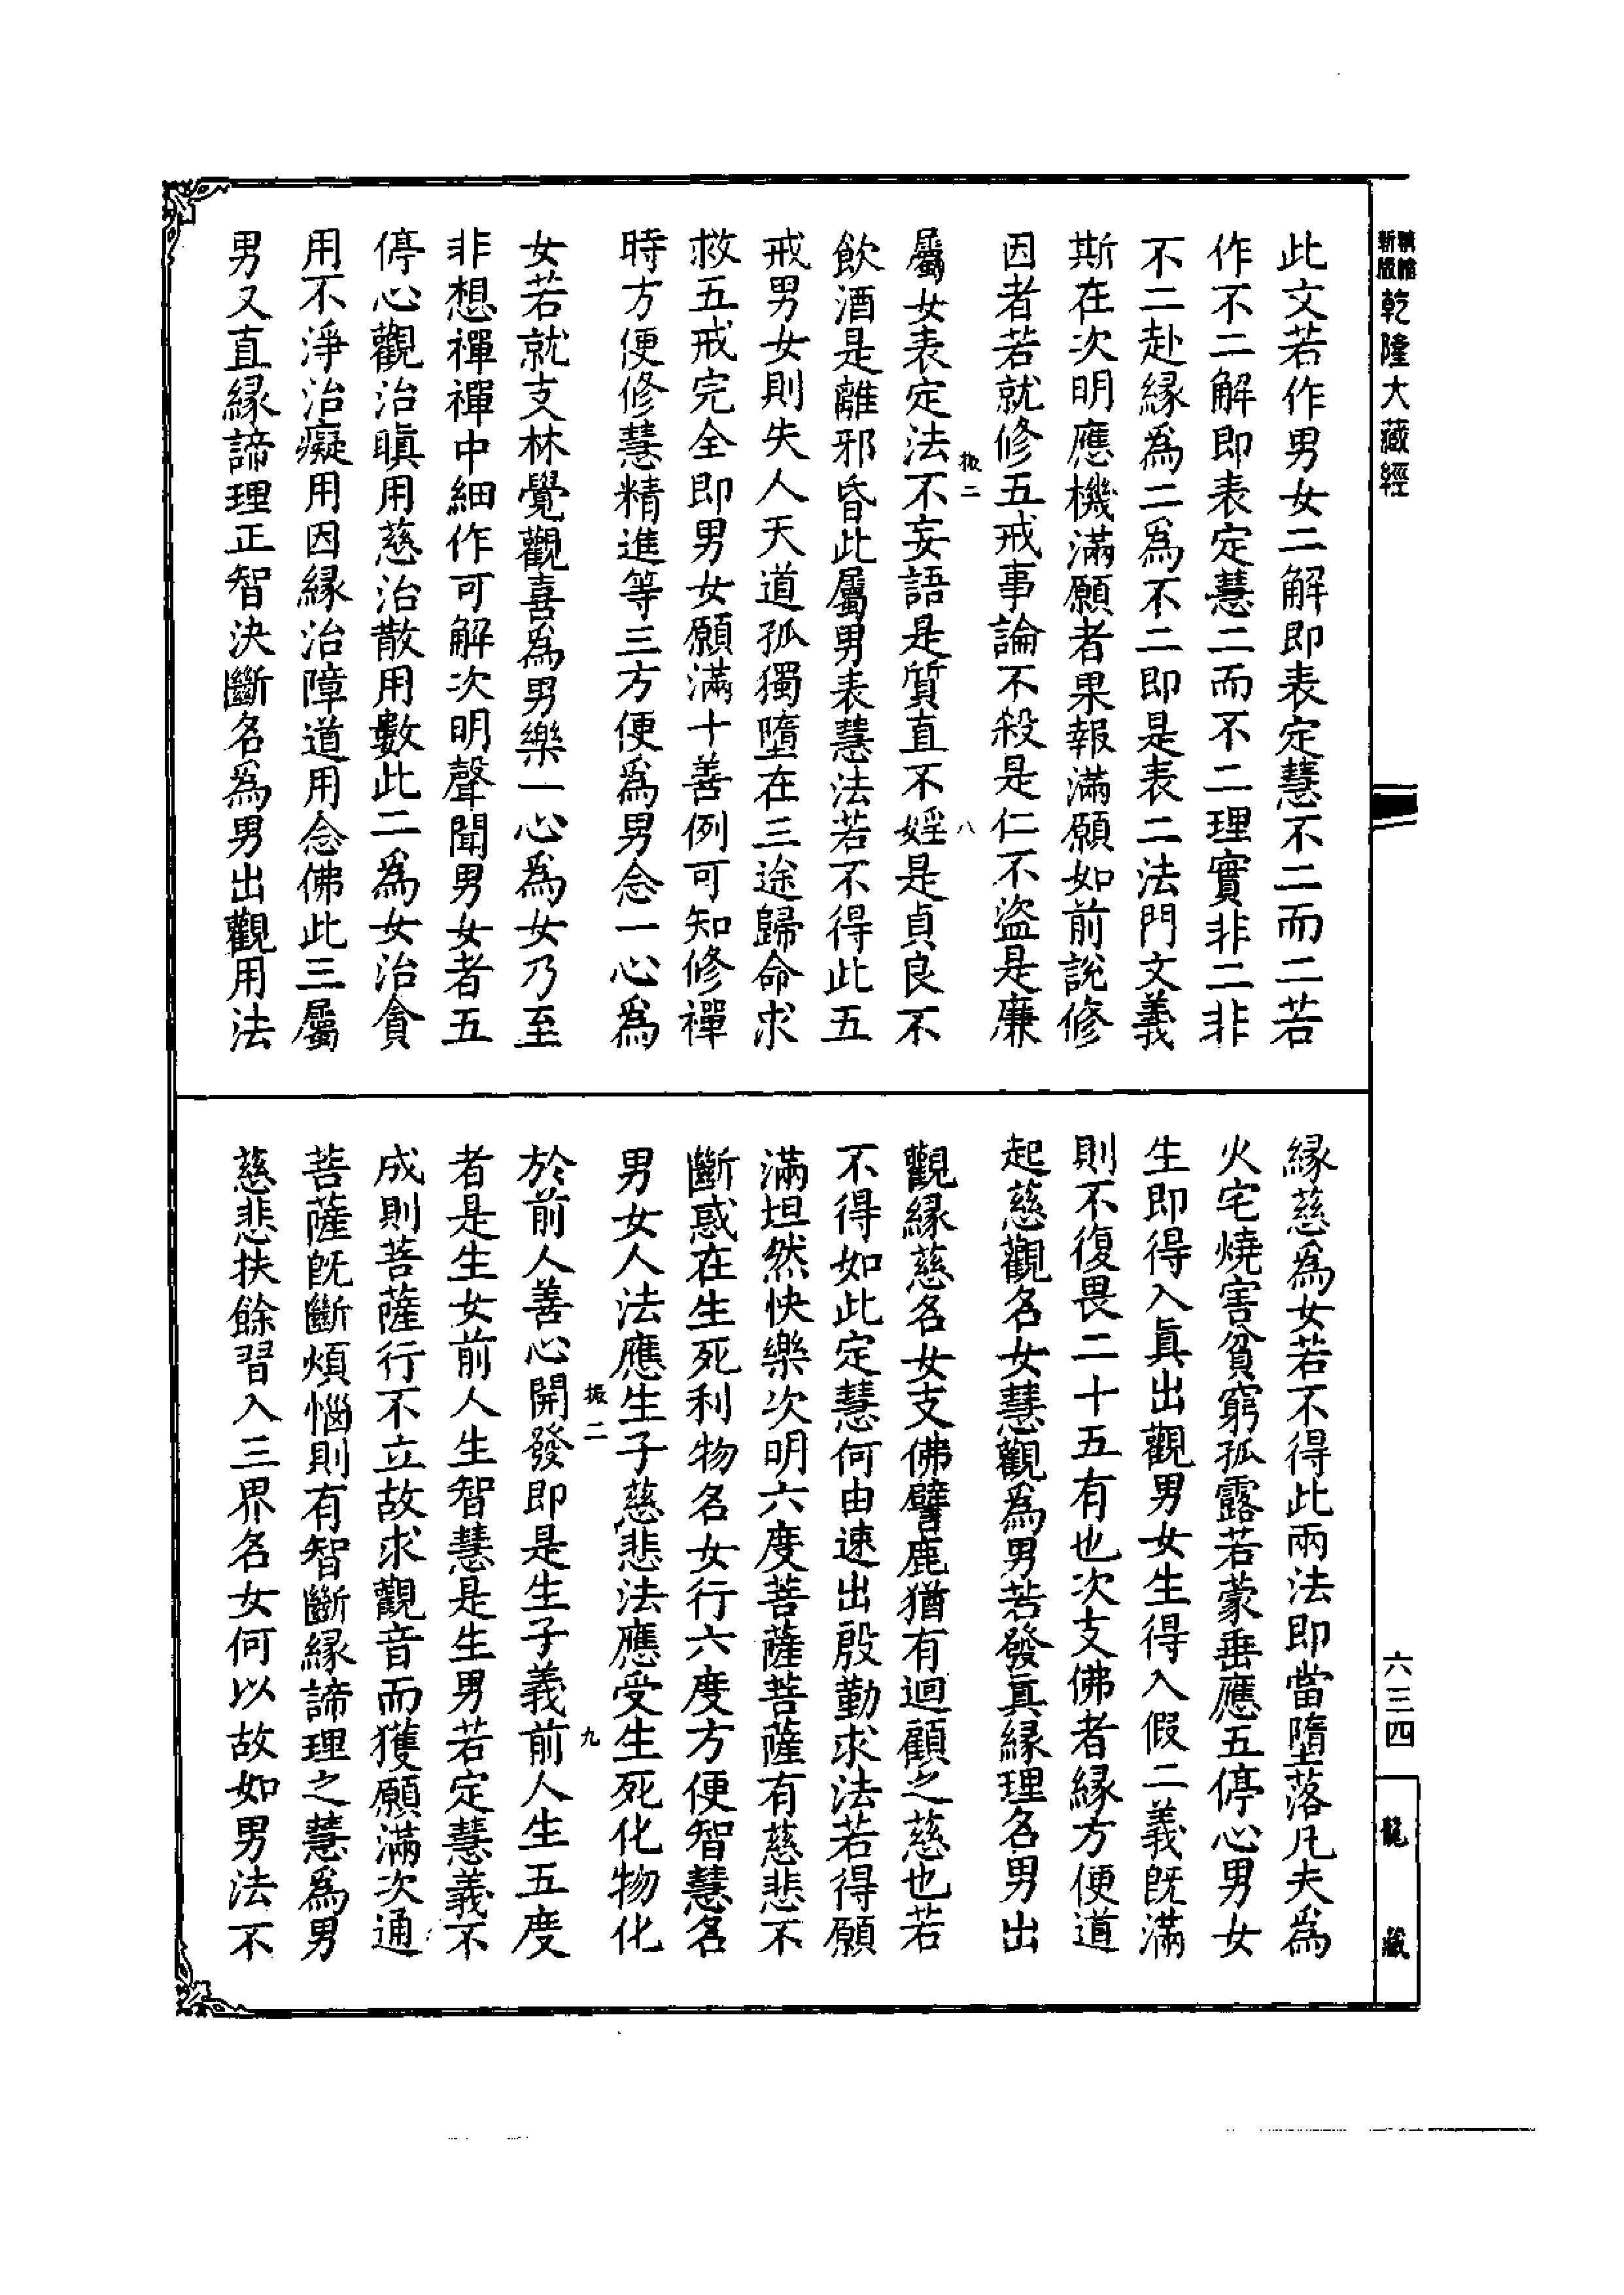 乾隆大藏經
此文若作男女二解即表定慧不二而二若
作不二解即表定慧二而不二理實非二非
不二赴緣爲二爲不二即是表二法門文義
斯在次明應機滿願者果報滿願如前說修
因者若就修五戒事論不殺是仁不盜是廉
屬女表定法不妄語是質直不婬是貞良不
飲酒是離邪昏此屬男表慧法若不得此五
戒男女則失人天道孤獨墮在三途歸命求
救五戒完全即男女願滿十善例可知修禪
時方便修慧精進等三方便爲男念一心爲
女若就支林覺觀喜爲男樂一心爲女乃至
非想禪禪中細作可解次明聲聞男女者五
停心觀治瞋用慈治散用數此二爲女治貪
用不淨治癡用因緣治障道用念佛此三屬
男又直緣諦理正智決斷名爲男出觀用法
緣慈爲女若不得此兩法即當墮落凡夫爲
火宅燒害貧窮孤露若蒙垂應五停心男女
生即得入眞出觀男女生得入假二義旣滿
則不復畏二十五有也次支佛者緣方便道
起慈觀名女慧觀爲男若發眞緣理名男出
觀緣慈名女支佛譬鹿猶有迴顧之慈也若
不得如此定慧何由速出殷勤求法若得願
滿坦然快樂次明六度菩薩菩薩有慈悲不
斷惑在生死利物名女行六度方便智慧名
男女人法應生子慈悲法應受生死化物化
於前人善心開發即是生子義前人生五度
者是生女前人生智慧是生男若定慧義不
成則菩薩行不立故求觀音而獲願滿次通
菩薩旣斷煩惱則有智斷緣諦理之慧爲男
慈悲扶餘習入三界名女何以故如男法不
振二
八
振二
九
六三四
龍藏